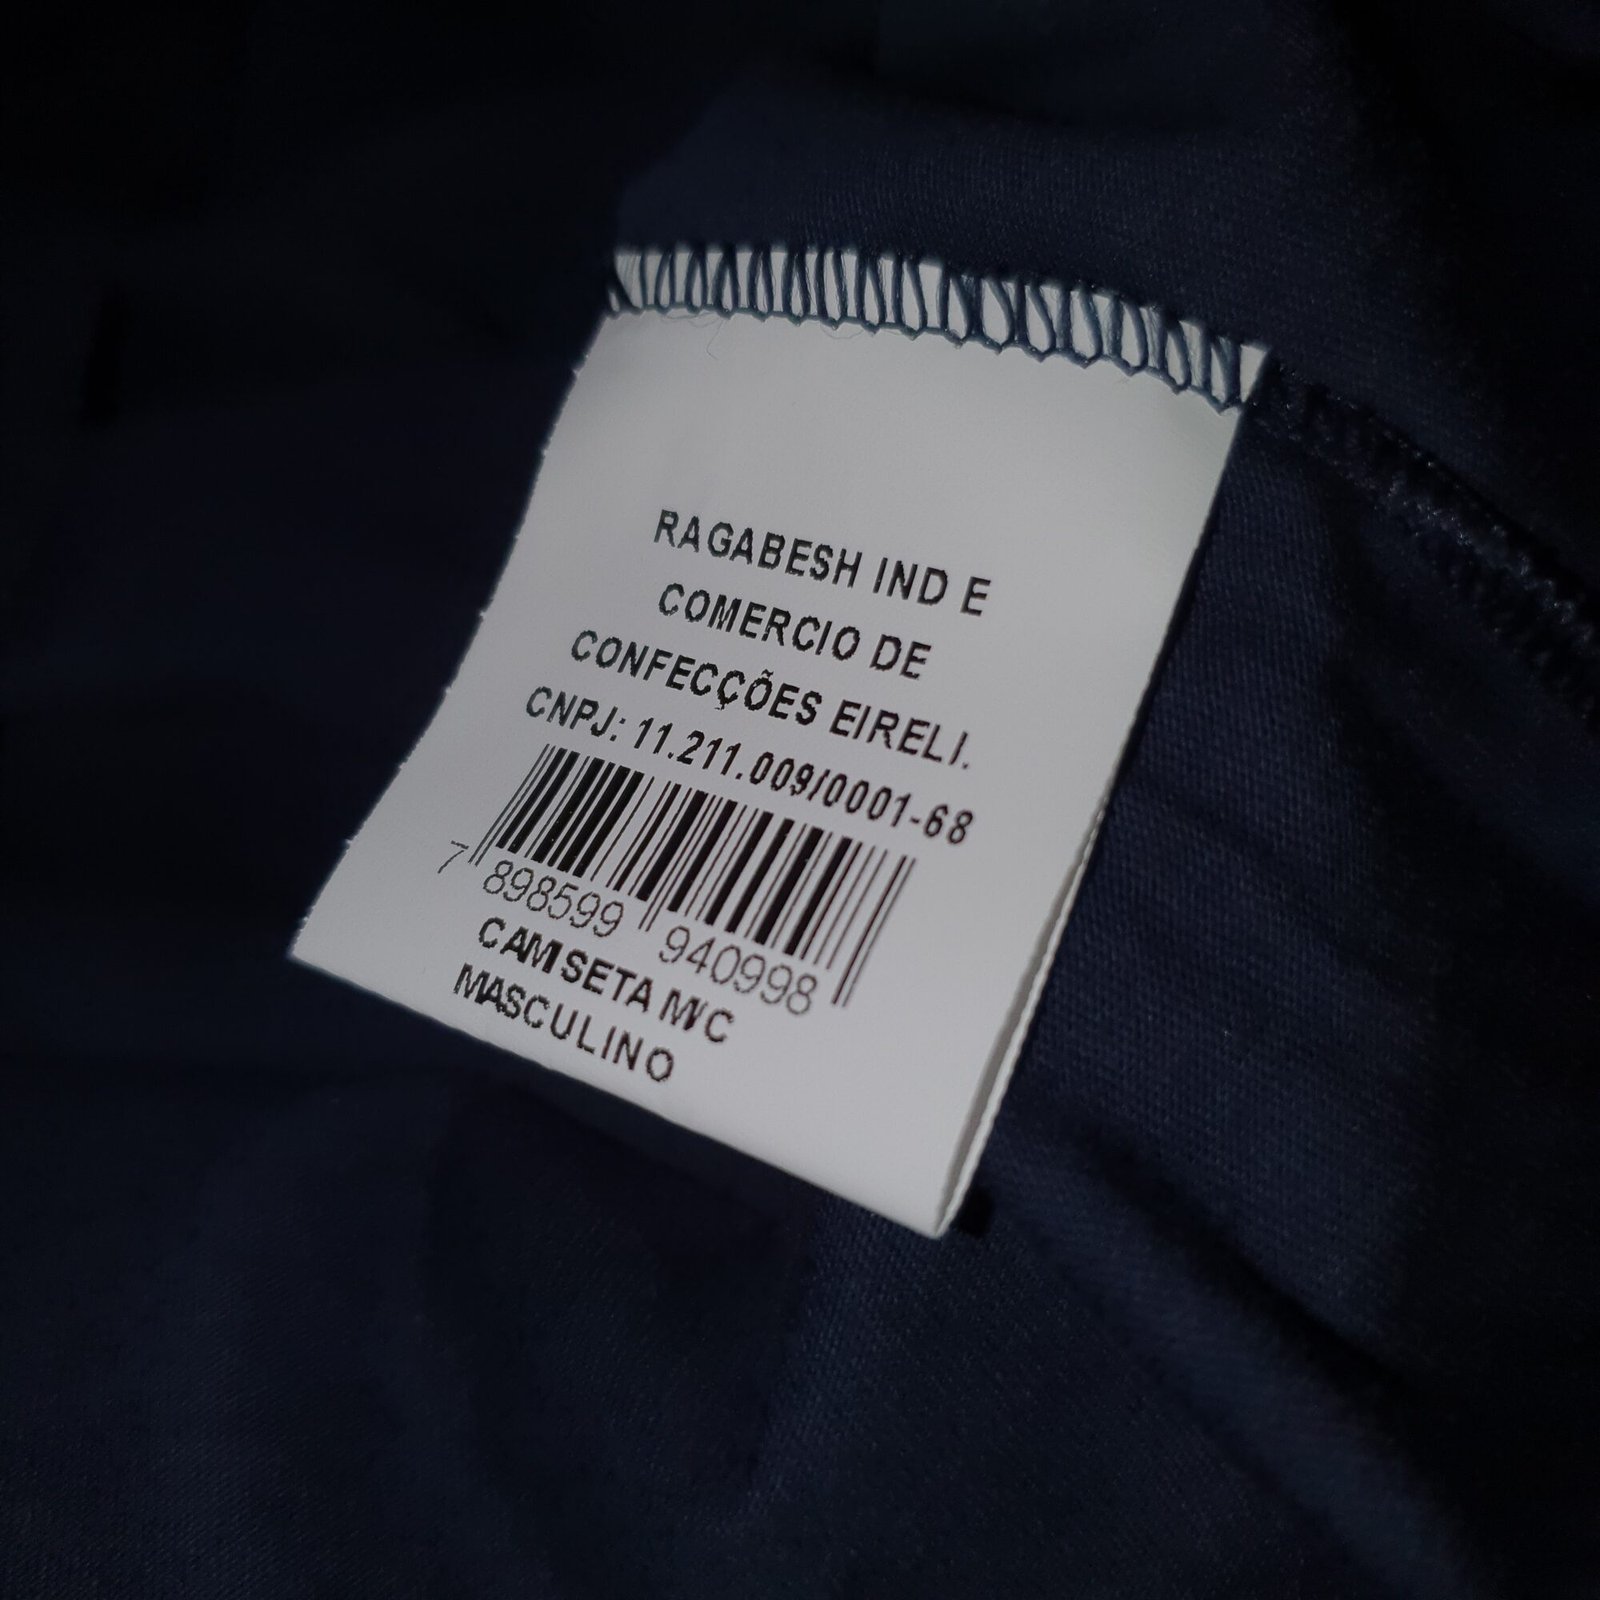 RAGABESH IND E
COMERCIO DE
CONFECÇÕES EIRELI.
CNPJ: 11.211.009/0001-68
7 898599 940998
CAMISETA M/C
MASCULINO